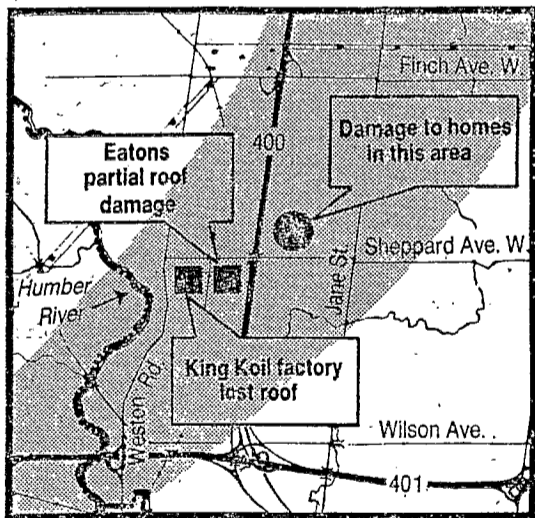 Finch Ave. W.
400
Damage to homes
in this area
Eatons
partial roof
damage
Sheppard Ave. W.
Humber
River
Jane St.
King Koil factory
lost roof
Weston Rd.
Wilson Ave.
401